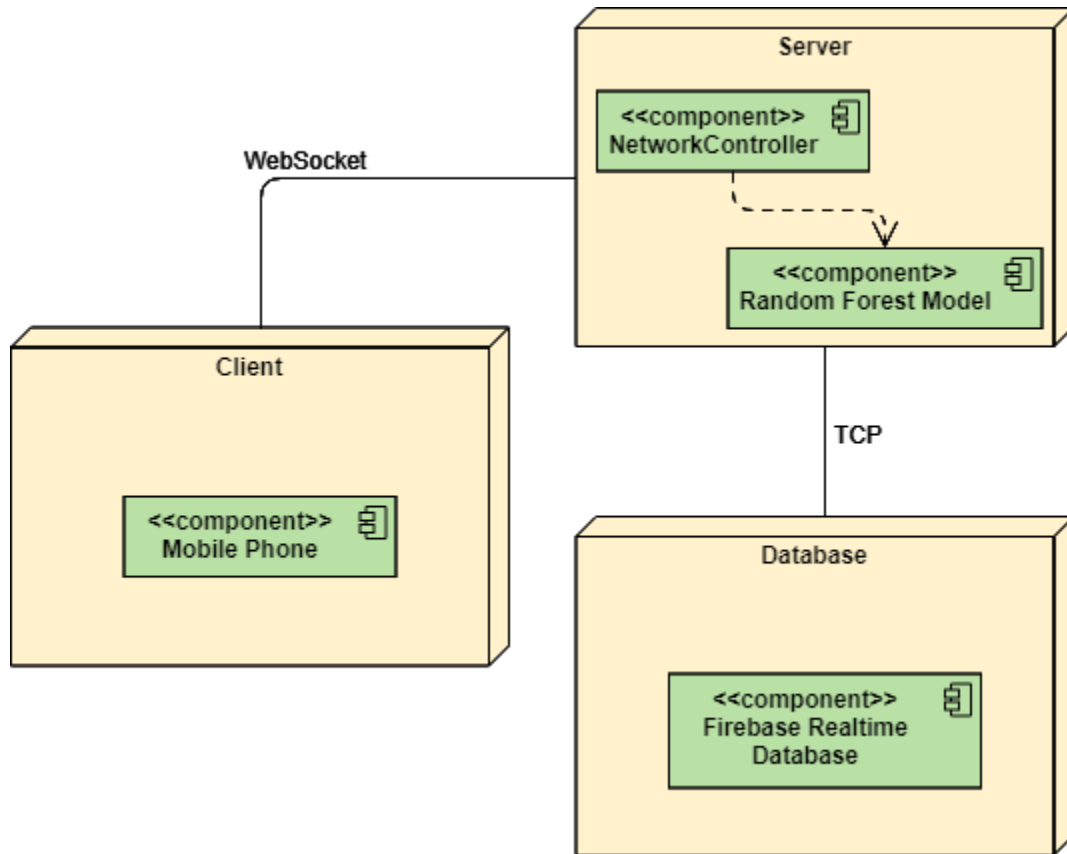 Server
<<component>>
NetworkController
WebSocket
<<component>>
Random Forest Model
Client
TCP
<<component>>
Mobile Phone
Database
<<component>>
Firebase Realtime
Database